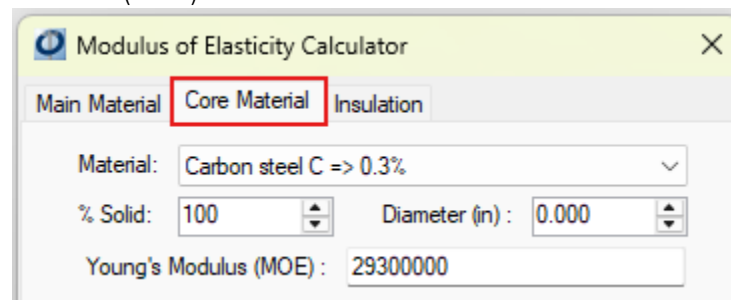 Modulus of Elasticity Calculator
Main Material Core Material Insulation
Material: Carbon steel C => 0.3%
% Solid: 100 Diameter (in) : 0.000
Young's Modulus (MOE) : 29300000